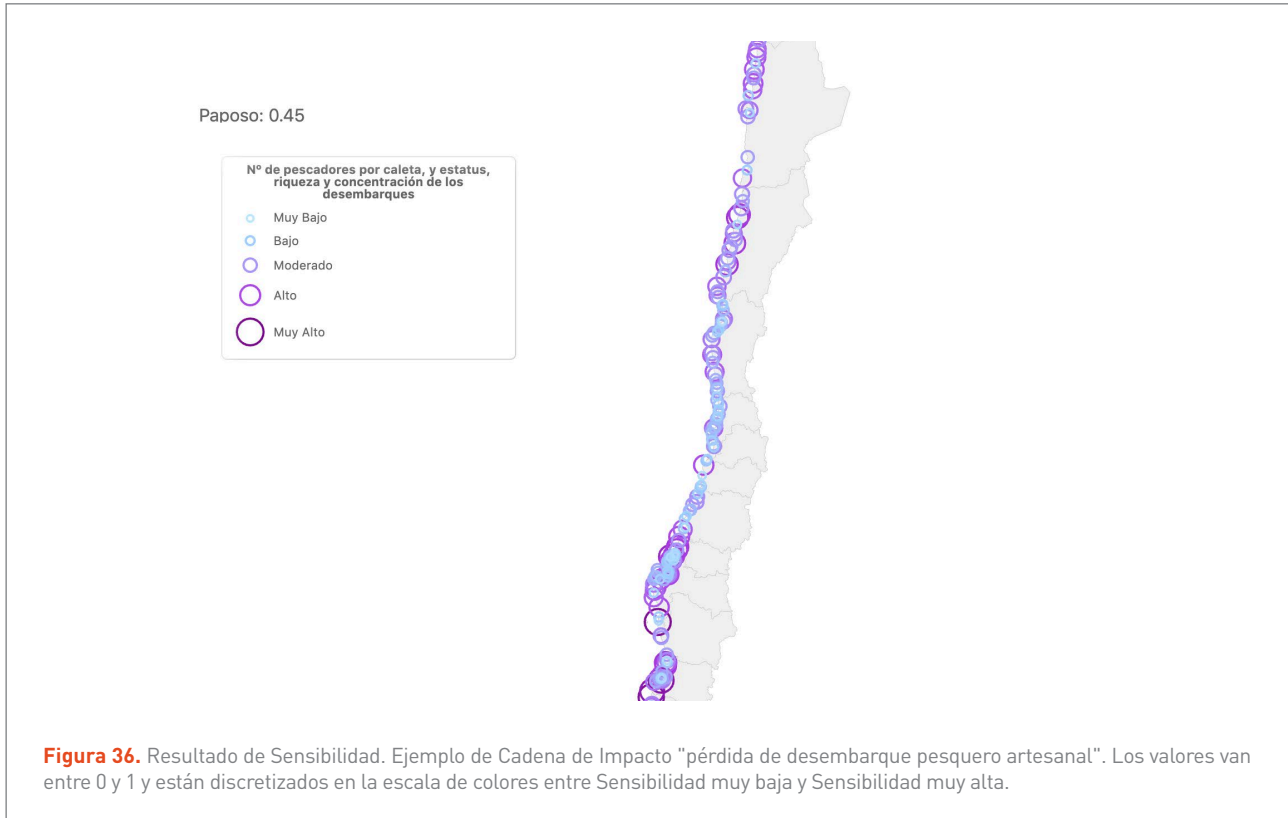 Paposo: 0.45
Nº de pescadores por caleta, y estatus,
riqueza y concentración de los
desembarques
Muy Bajo
Bajo
Moderado
Alto
Muy Alto
Figura 36. Resultado de Sensibilidad. Ejemplo de Cadena de Impacto "pérdida de desembarque pesquero artesanal". Los valores van
entre 0 y 1 y están discretizados en la escala de colores entre Sensibilidad muy baja y Sensibilidad muy alta.